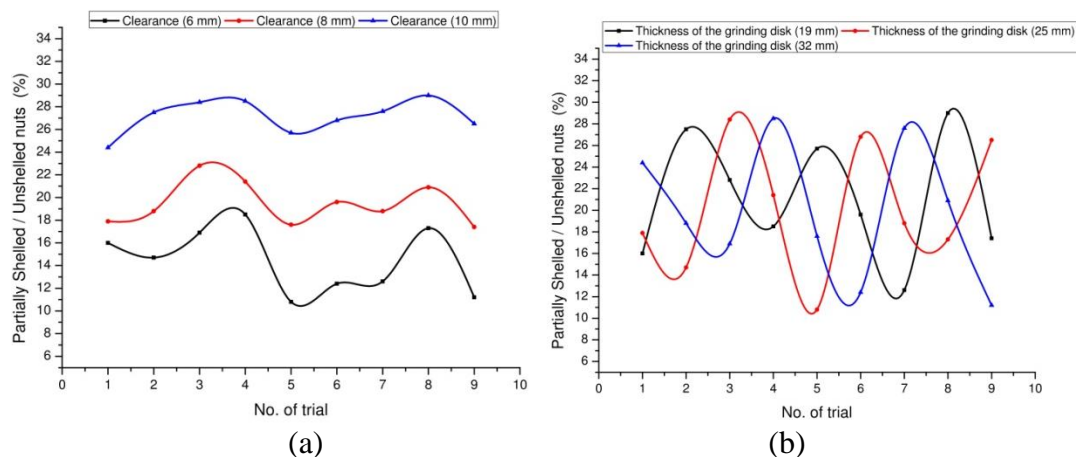 Clearance (6 mm) Clearance (8 mm) Clearance (10 mm)
Partially Shelled / Unshelled nuts (%)
34
32
30
28
26
24
22
20
18
16
14
12
10
8
6
0 1 2 3 4 5 6 7 8 9 10
No. of trial
(a)
Thickness of the grinding disk (19 mm) Thickness of the grinding disk (25 mm)
Thickness of the grinding disk (32 mm)
Partially Shelled / Unshelled nuts (%)
34
32
30
28
26
24
22
20
18
16
14
12
10
8
6
0 1 2 3 4 5 6 7 8 9 10
No. of trial
(b)